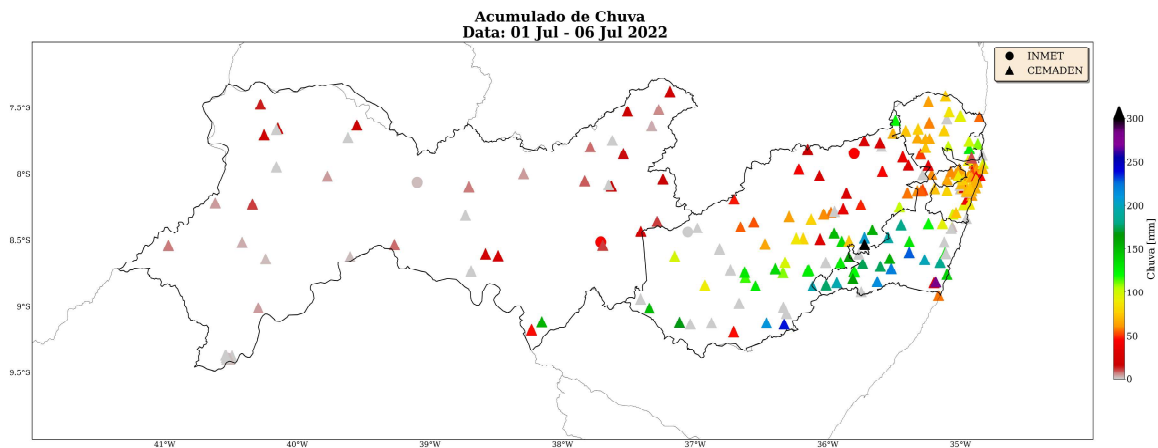 Acumulado de Chuva
Data: 01 Jul - 06 Jul 2022
INMET
CEMADEN
7.5°S
8°S
8.5°S
9°S
9.5°S
41°W
40°W
39°W
38°W
37°W
36°W
35°W
300
250
200
150
100
50
0
Chuva [mm]